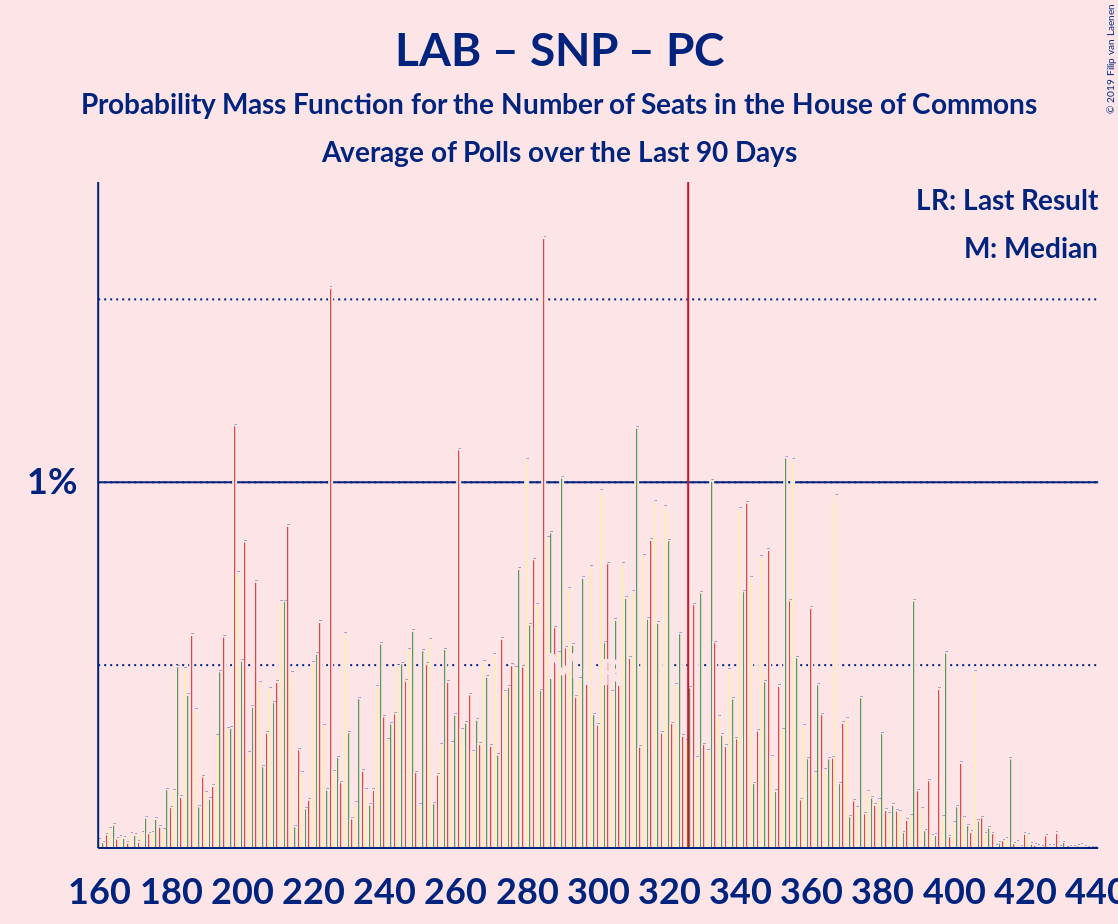 LAB – SNP – PC
Probability Mass Function for the Number of Seats in the House of Commons
Average of Polls over the Last 90 Days
© 2019 Filip van Laenen
LR: Last Result
M: Median
1%
160 180 200 220 240 260 280 300 320 340 360 380 400 420 440